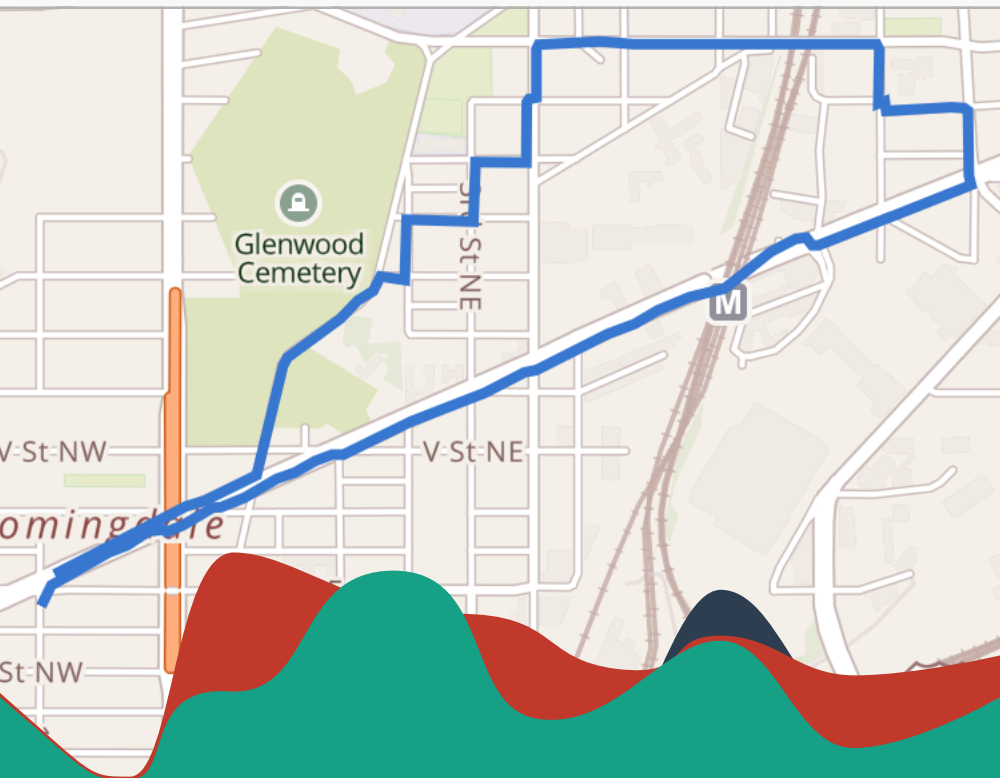 Glenwood
Cemetery
St NE
M
V St NW
V St NE
omingdale
St NW